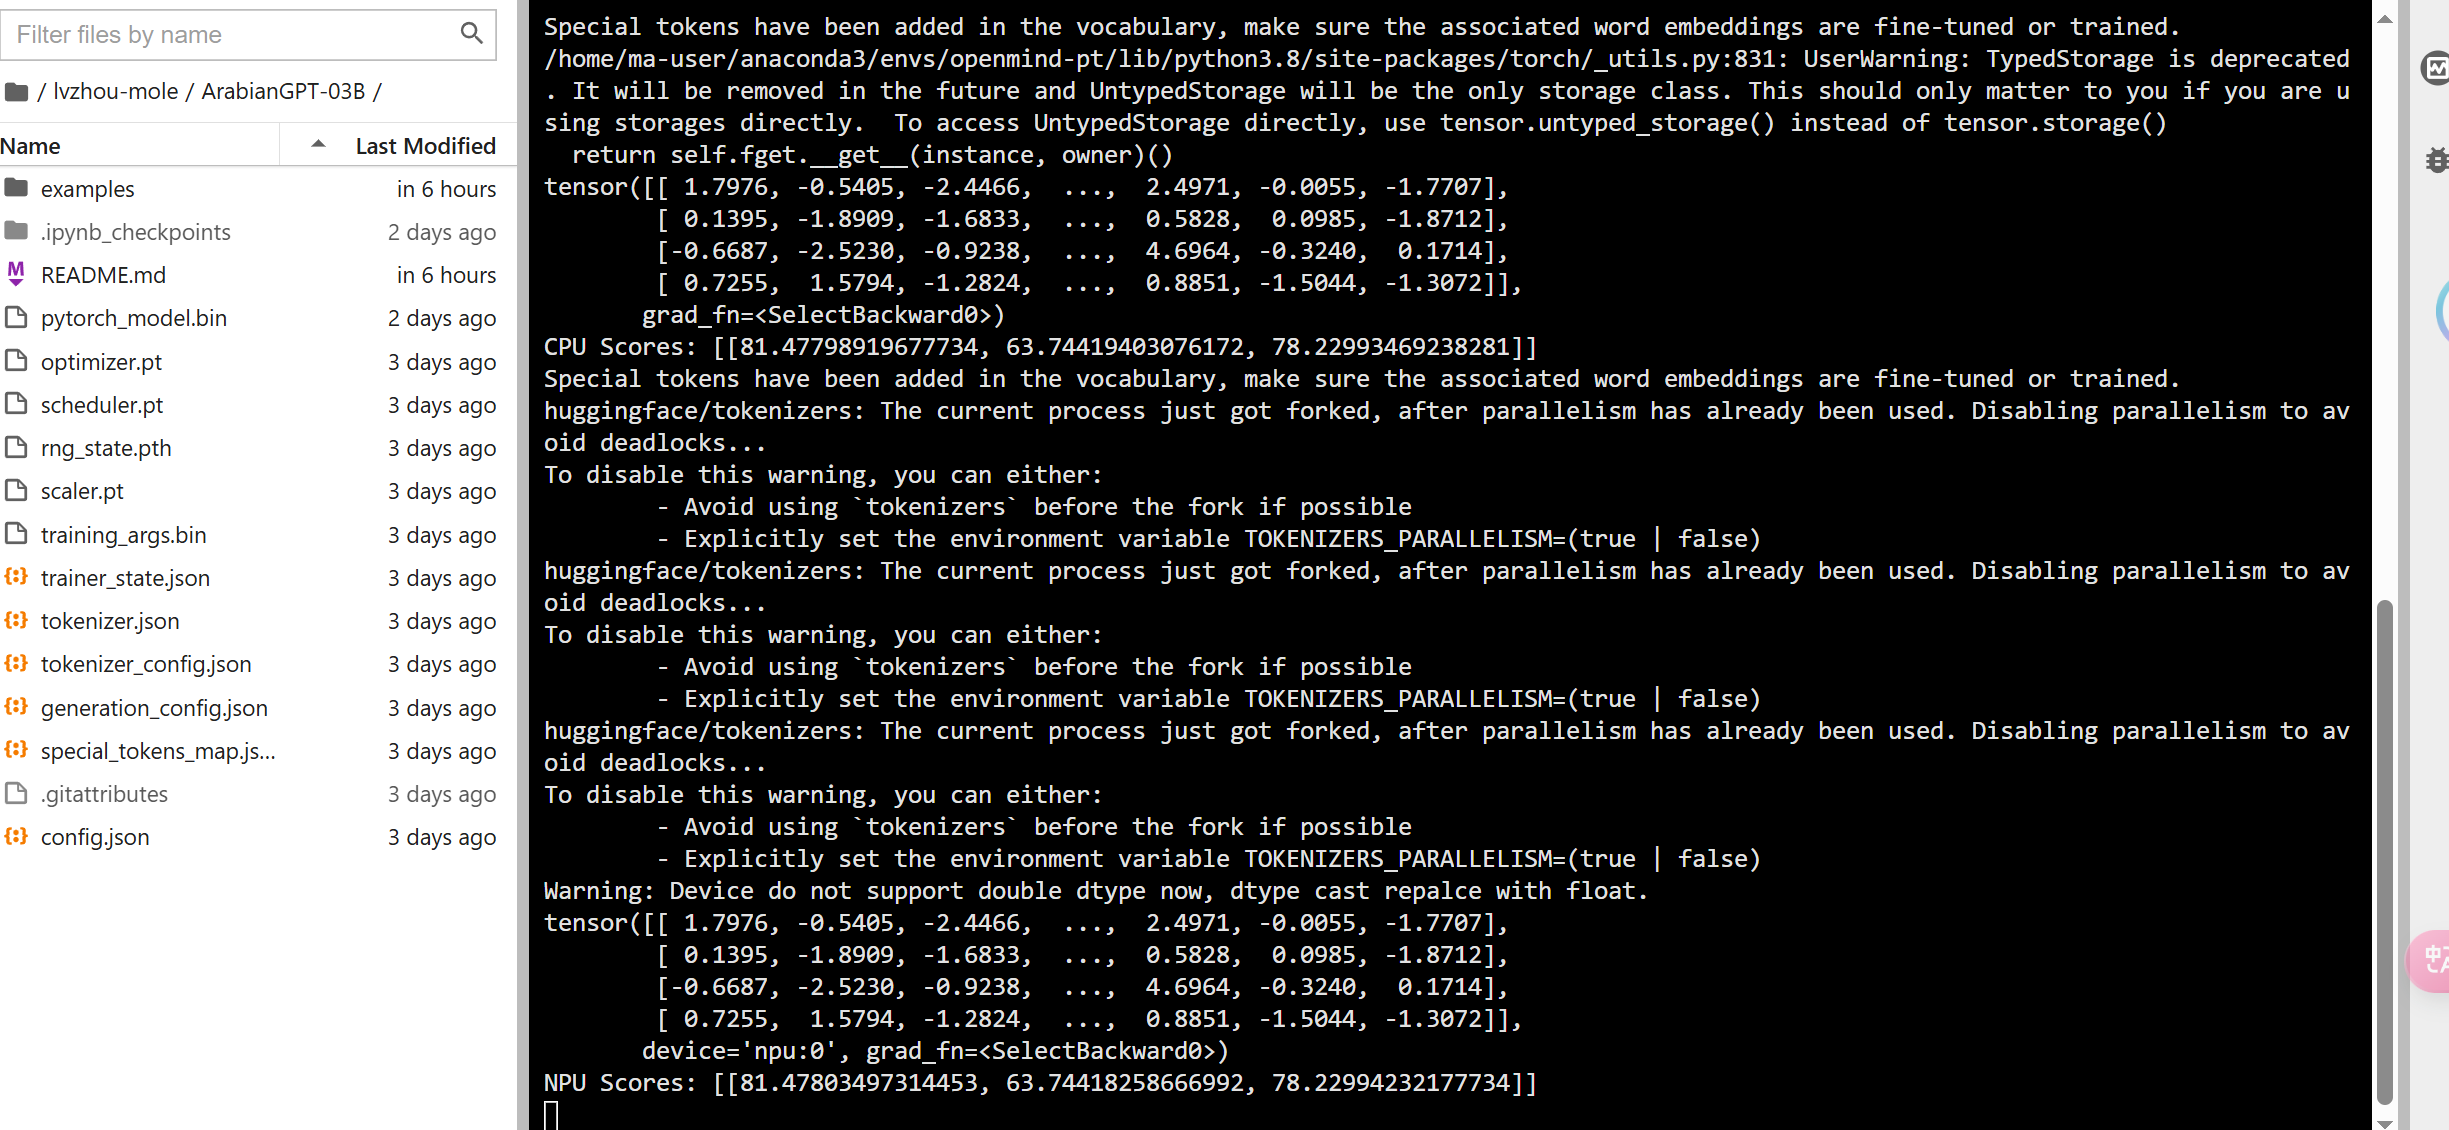 Filter files by name
/ lvzhou-mole / ArabianGPT-03B /
Name Last Modified
examples in 6 hours
.ipynb_checkpoints 2 days ago
README.md in 6 hours
pytorch_model.bin 2 days ago
optimizer.pt 3 days ago
scheduler.pt 3 days ago
rng_state.pth 3 days ago
scaler.pt 3 days ago
training_args.bin 3 days ago
trainer_state.json 3 days ago
tokenizer.json 3 days ago
tokenizer_config.json 3 days ago
generation_config.json 3 days ago
special_tokens_map.js... 3 days ago
.gitattributes 3 days ago
config.json 3 days ago
Special tokens have been added in the vocabulary, make sure the associated word embeddings are fine-tuned or trained.
/home/ma-user/anaconda3/envs/openmind-pt/lib/python3.8/site-packages/torch/_utils.py:831: UserWarning: TypedStorage is deprecated
. It will be removed in the future and UntypedStorage will be the only storage class. This should only matter to you if you are u
sing storages directly.  To access UntypedStorage directly, use tensor.untyped_storage() instead of tensor.storage()
  return self.fget.__get__(instance, owner)()
tensor([[ 1.7976, -0.5405, -2.4466,  ...,  2.4971, -0.0055, -1.7707],
        [ 0.1395, -1.8909, -1.6833,  ...,  0.5828,  0.0985, -1.8712],
        [-0.6687, -2.5230, -0.9238,  ...,  4.6964, -0.3240,  0.1714],
        [ 0.7255,  1.5794, -1.2824,  ...,  0.8851, -1.5044, -1.3072]],
       grad_fn=<SelectBackward0>)
CPU Scores: [[81.47798919677734, 63.74419403076172, 78.22993469238281]]
Special tokens have been added in the vocabulary, make sure the associated word embeddings are fine-tuned or trained.
huggingface/tokenizers: The current process just got forked, after parallelism has already been used. Disabling parallelism to av
oid deadlocks...
To disable this warning, you can either:
        - Avoid using `tokenizers` before the fork if possible
        - Explicitly set the environment variable TOKENIZERS_PARALLELISM=(true | false)
huggingface/tokenizers: The current process just got forked, after parallelism has already been used. Disabling parallelism to av
oid deadlocks...
To disable this warning, you can either:
        - Avoid using `tokenizers` before the fork if possible
        - Explicitly set the environment variable TOKENIZERS_PARALLELISM=(true | false)
huggingface/tokenizers: The current process just got forked, after parallelism has already been used. Disabling parallelism to av
oid deadlocks...
To disable this warning, you can either:
        - Avoid using `tokenizers` before the fork if possible
        - Explicitly set the environment variable TOKENIZERS_PARALLELISM=(true | false)
Warning: Device do not support double dtype now, dtype cast repalce with float.
tensor([[ 1.7976, -0.5405, -2.4466,  ...,  2.4971, -0.0055, -1.7707],
        [ 0.1395, -1.8909, -1.6833,  ...,  0.5828,  0.0985, -1.8712],
        [-0.6687, -2.5230, -0.9238,  ...,  4.6964, -0.3240,  0.1714],
        [ 0.7255,  1.5794, -1.2824,  ...,  0.8851, -1.5044, -1.3072]],
       device='npu:0', grad_fn=<SelectBackward0>)
NPU Scores: [[81.47803497314453, 63.74418258666992, 78.22994232177734]]